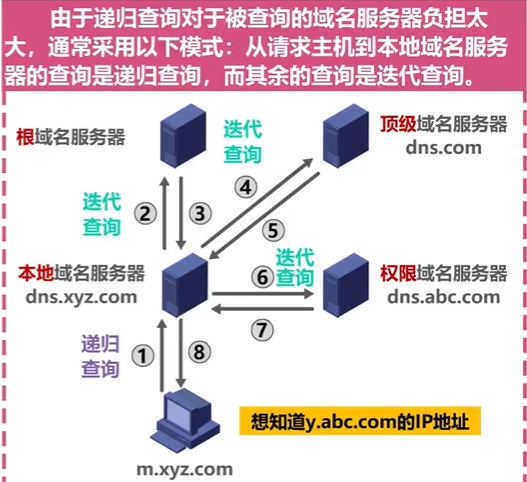 由于递归查询对于被查询的域名服务器负担太
大，通常采用以下模式：从请求主机到本地域名服务
器的查询是递归查询，而其余的查询是迭代查询。
根域名服务器
迭代
查询
顶级域名服务器
dns.com
迭代
查询
②
③
④
⑤
本地域名服务器
dns.xyz.com
迭代
查询
⑥
⑦
权限域名服务器
dns.abc.com
递归
查询
①
⑧
想知道y.abc.com的IP地址
m.xyz.com